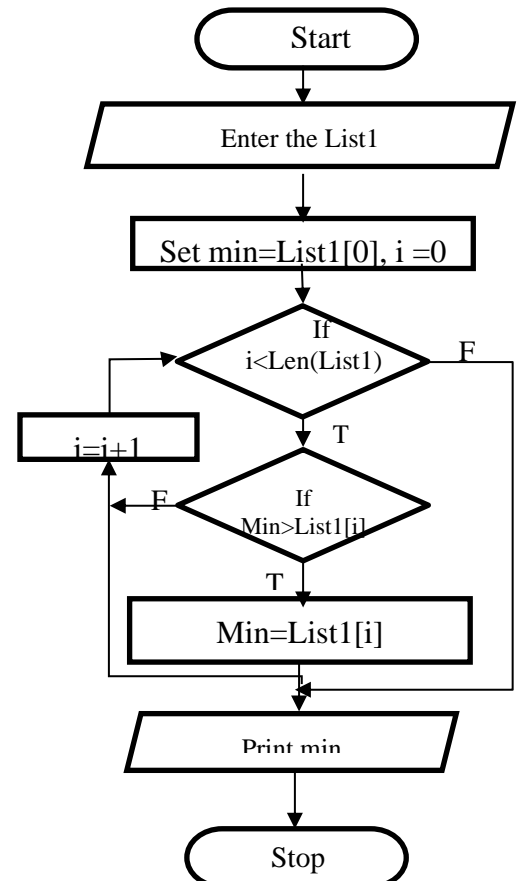 Start
Enter the List1
Set min=List1[0], i =0
If
i<Len(List1)
F
T
i=i+1
F
If
Min>List1[i]
T
Min=List1[i]
Print min
Stop